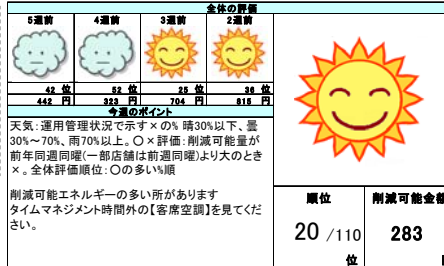 全体の評価
5週前 4週前 3週前 2週前
42 位 52 位 25 位 36 位
442 円 323 円 704 円 815 円
今週のポイント
天気:運用管理状況で示す×の% 晴30%以下、曇
30%～70%、雨70%以上。〇×評価:削減可能量が
前年同週同曜(一部店舗は前週同曜)より大のとき
×。全体評価順位:〇の多い%順
削減可能エネルギーの多い所があります
タイムマネジメント時間外の【客席空調】を見てくだ
さい。
順位 削減可能金額
20 /110 283
位